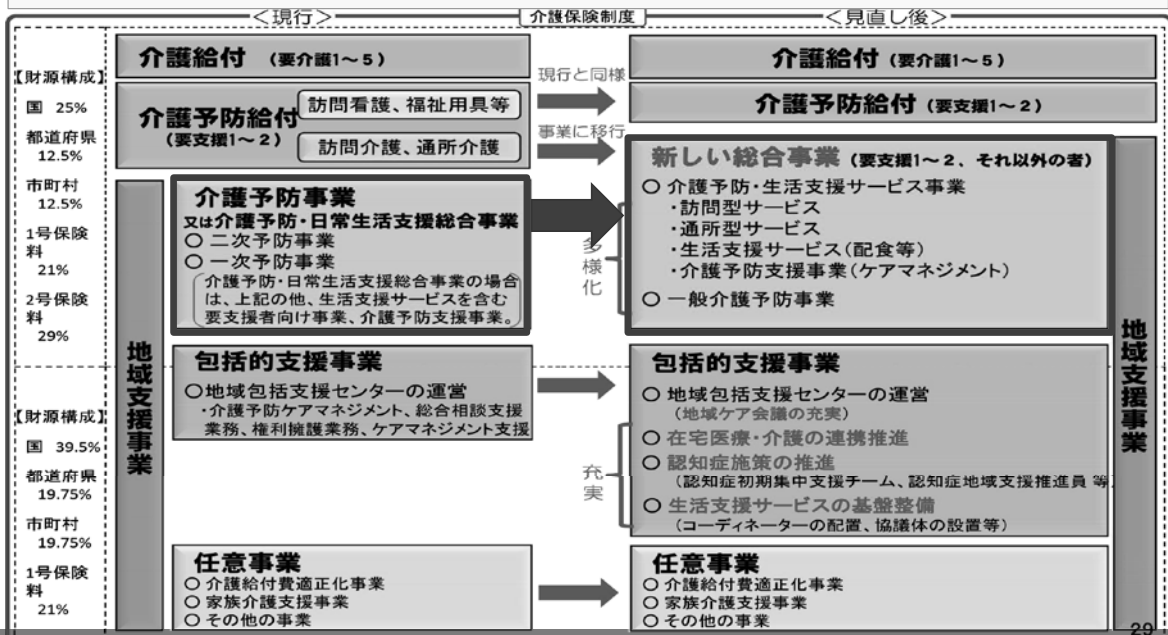 ＜現行＞
介護保険制度
＜見直し後＞
【財源構成】
国 25%
都道府県
12.5%
市町村
12.5%
1号保険
料
21%
2号保険
料
29%
【財源構成】
国 39.5%
都道府県
19.75%
市町村
19.75%
1号保険
料
21%
介護給付 （要介護1～5）
介護予防給付
（要支援1～2）
訪問看護、福祉用具等
訪問介護、通所介護
地域支援事業
介護予防事業
又は介護予防・日常生活支援総合事業
○ 二次予防事業
○ 一次予防事業
介護予防・日常生活支援総合事業の場合
は、上記の他、生活支援サービスを含む
要支援者向け事業、介護予防支援事業。
包括的支援事業
○地域包括支援センターの運営
・介護予防ケアマネジメント、総合相談支援
業務、権利擁護業務、ケアマネジメント支援
任意事業
○ 介護給付費適正化事業
○ 家族介護支援事業
○ その他の事業
現行と同様
事業に移行
多様化
充実
介護給付（要介護1～5）
介護予防給付（要支援1～2）
新しい総合事業（要支援1～2、それ以外の者）
○ 介護予防・生活支援サービス事業
・訪問型サービス
・通所型サービス
・生活支援サービス（配食等）
・介護予防支援事業（ケアマネジメント）
○ 一般介護予防事業
包括的支援事業
○ 地域包括支援センターの運営
（地域ケア会議の充実）
○ 在宅医療・介護の連携推進
○ 認知症施策の推進
（認知症初期集中支援チーム、認知症地域支援推進員 等）
○ 生活支援サービスの基盤整備
（コーディネーターの配置、協議体の設置等）
任意事業
○ 介護給付費適正化事業
○ 家族介護支援事業
○ その他の事業
地域支援事業
29